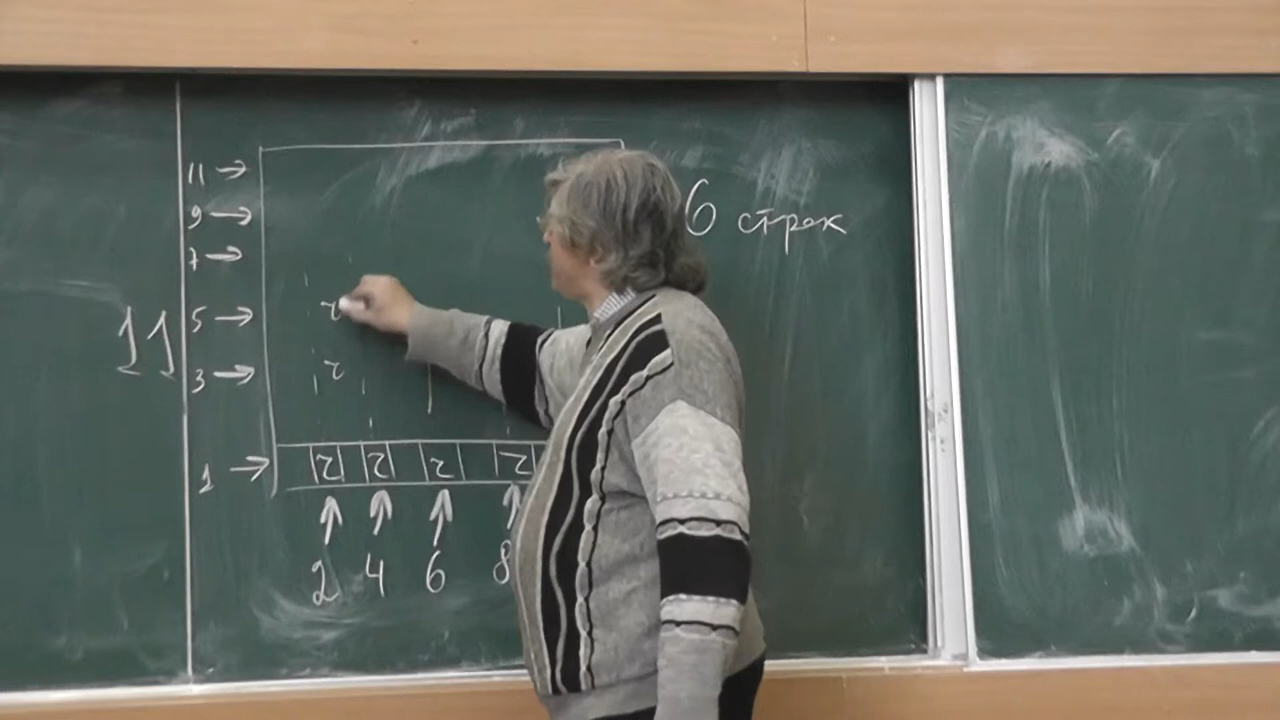 11 →
9 →
6 строк
7 →
11
5 → г
3 → г
1 → г г г г
2 4 6 8